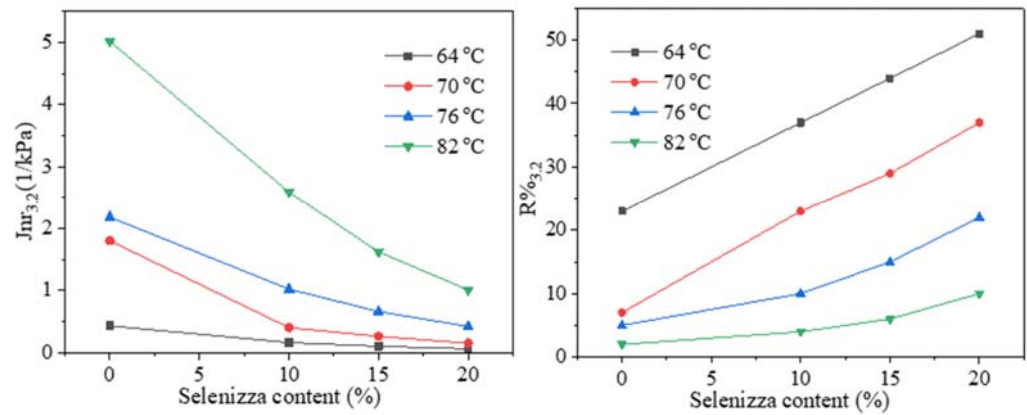 5
4
3
2
1
0
Jnr3.2(1/kPa)
64 °C
70 °C
76 °C
82 °C
0 5 10 15 20
Selenizza content (%)
50
40
30
20
10
0
R%3.2
64 °C
70 °C
76 °C
82 °C
0 5 10 15 20
Selenizza content (%)